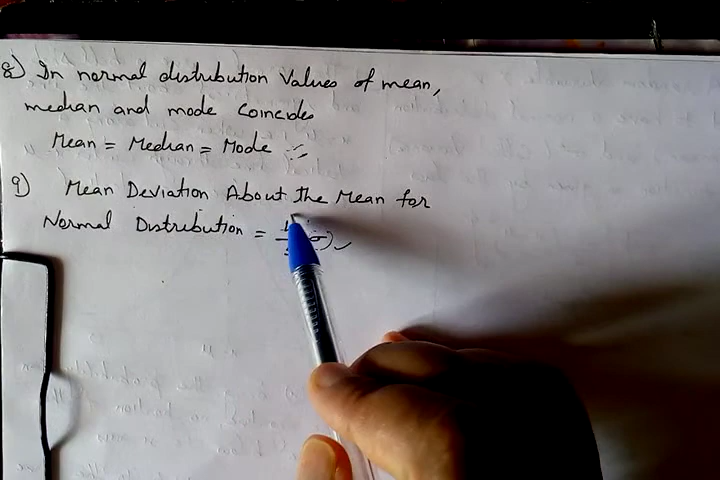 8) In normal distribution Values of mean,
median and mode Coincides
Mean = Median = Mode
9) Mean Deviation About the Mean for
Normal Distribution =